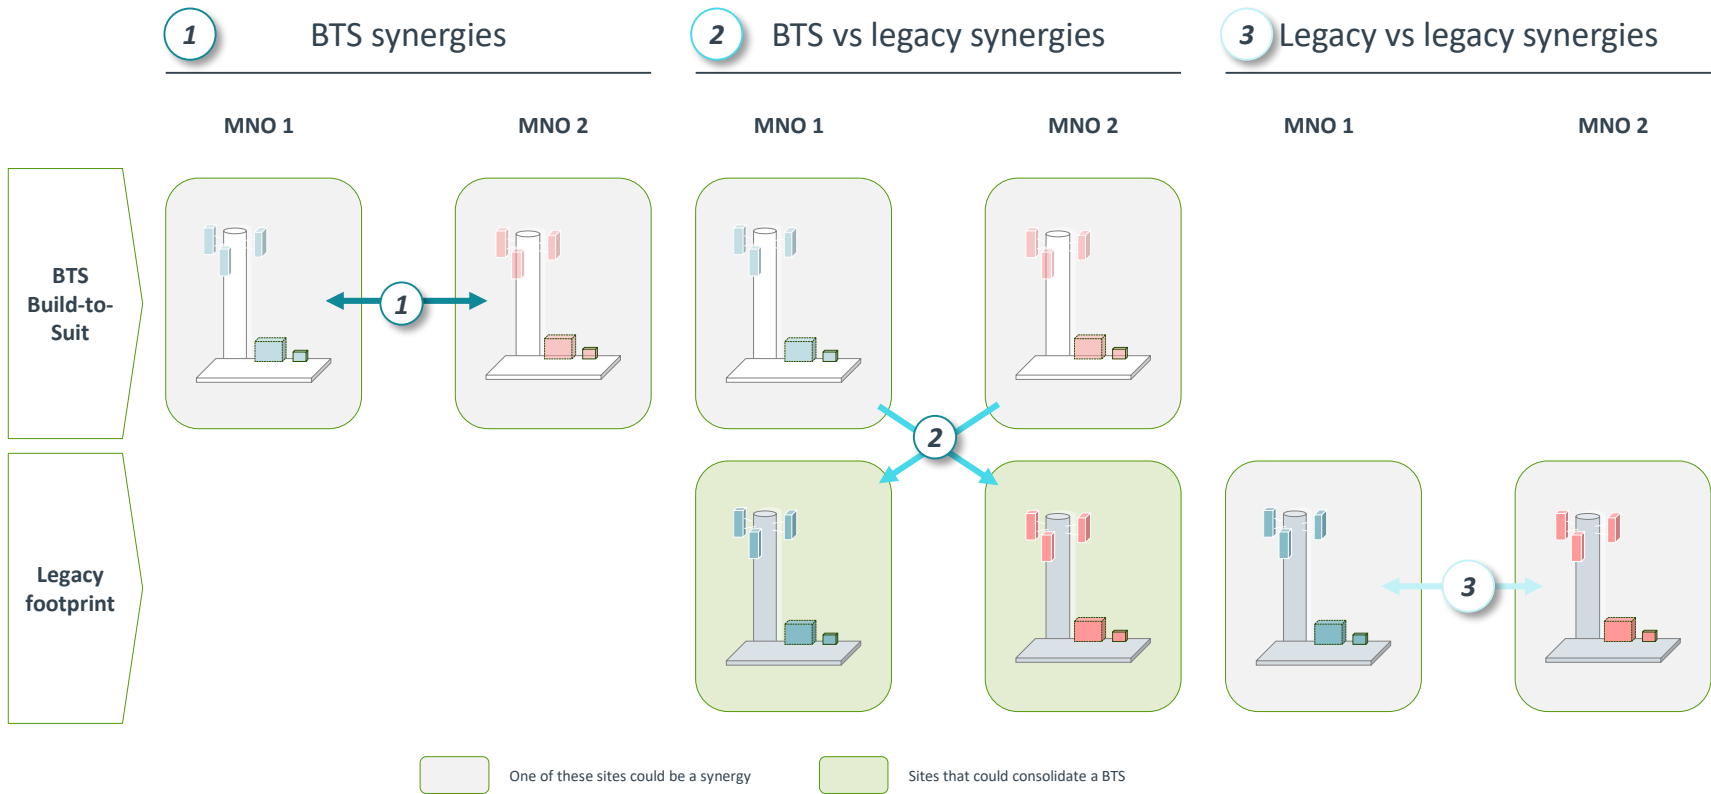 1 BTS synergies
2 BTS vs legacy synergies
3 Legacy vs legacy synergies
MNO 1
MNO 2
MNO 1
MNO 2
MNO 1
MNO 2
BTS
Build-to-
Suit
1
2
Legacy
footprint
3
One of these sites could be a synergy
Sites that could consolidate a BTS